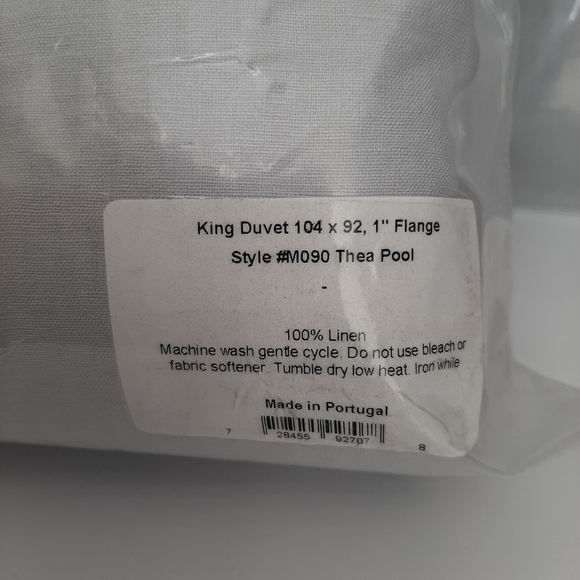 King Duvet 104 x 92, 1" Flange
Style #M090 Thea Pool
-
100% Linen
Machine wash gentle cycle. Do not use bleach or
fabric softener. Tumble dry low heat. Iron while
Made in Portugal
7 28455 92707 8